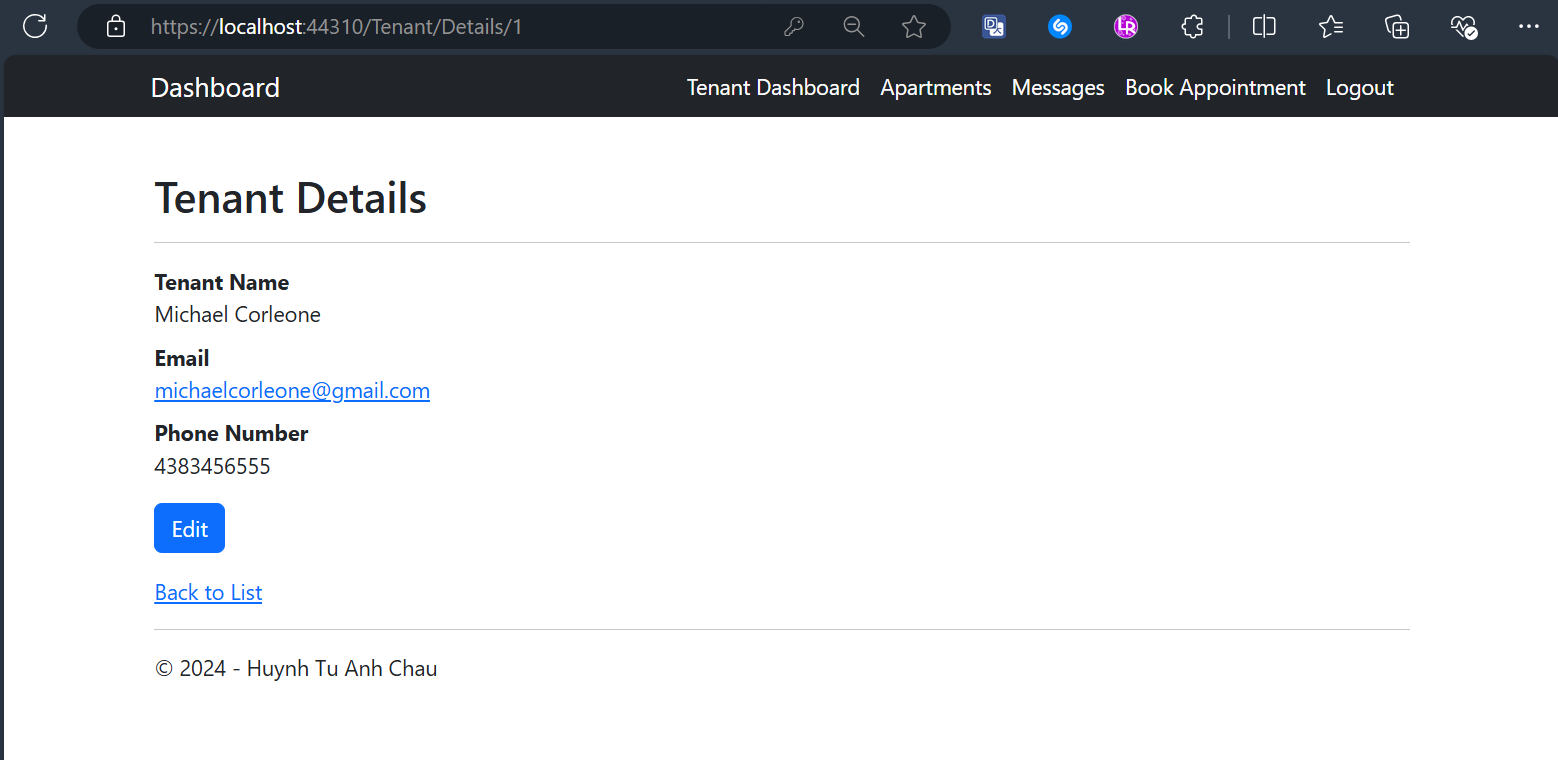 https://localhost:44310/Tenant/Details/1
Dashboard Tenant Dashboard Apartments Messages Book Appointment Logout
Tenant Details
Tenant Name
Michael Corleone
Email
michaelcorleone@gmail.com
Phone Number
4383456555
Edit
Back to List
© 2024 - Huynh Tu Anh Chau